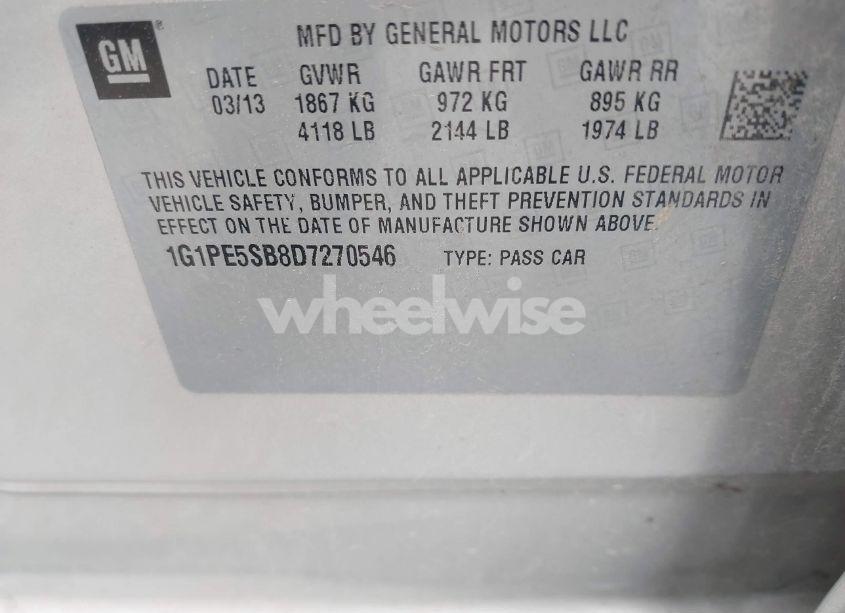 GM ® MFD BY GENERAL MOTORS LLC
DATE GVWR GAWR FRT GAWR RR
03/13 1867 KG 972 KG 895 KG
4118 LB 2144 LB 1974 LB
THIS VEHICLE CONFORMS TO ALL APPLICABLE U.S. FEDERAL MOTOR
VEHICLE SAFETY, BUMPER, AND THEFT PREVENTION STANDARDS IN
EFFECT ON THE DATE OF MANUFACTURE SHOWN ABOVE.
1G1PE5SB8D7270546 TYPE: PASS CAR
wheelwise